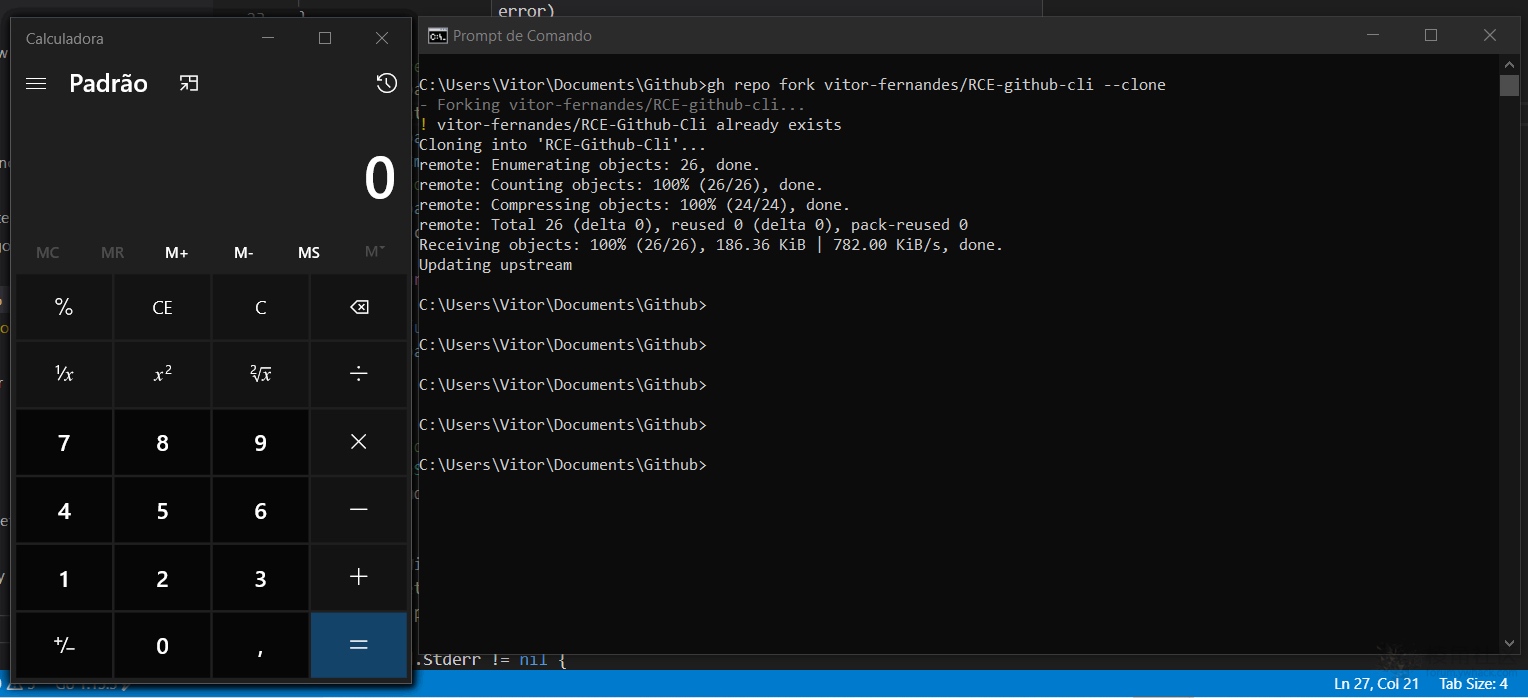 error)
Calculadora
Padrão
0
MC MR M+ M- MS M˅
% CE C
¹⁄x x² ²√x ÷
7 8 9 ×
4 5 6 −
1 2 3 +
+/− 0 , =
Prompt de Comando
C:\Users\Vitor\Documents\Github>gh repo fork vitor-fernandes/RCE-github-cli --clone
- Forking vitor-fernandes/RCE-github-cli...
! vitor-fernandes/RCE-Github-Cli already exists
Cloning into 'RCE-Github-Cli'...
remote: Enumerating objects: 26, done.
remote: Counting objects: 100% (26/26), done.
remote: Compressing objects: 100% (24/24), done.
remote: Total 26 (delta 0), reused 0 (delta 0), pack-reused 0
Receiving objects: 100% (26/26), 186.36 KiB | 782.00 KiB/s, done.
Updating upstream
C:\Users\Vitor\Documents\Github>
C:\Users\Vitor\Documents\Github>
C:\Users\Vitor\Documents\Github>
C:\Users\Vitor\Documents\Github>
C:\Users\Vitor\Documents\Github>
.Stderr != nil {
Ln 27, Col 21 Tab Size: 4